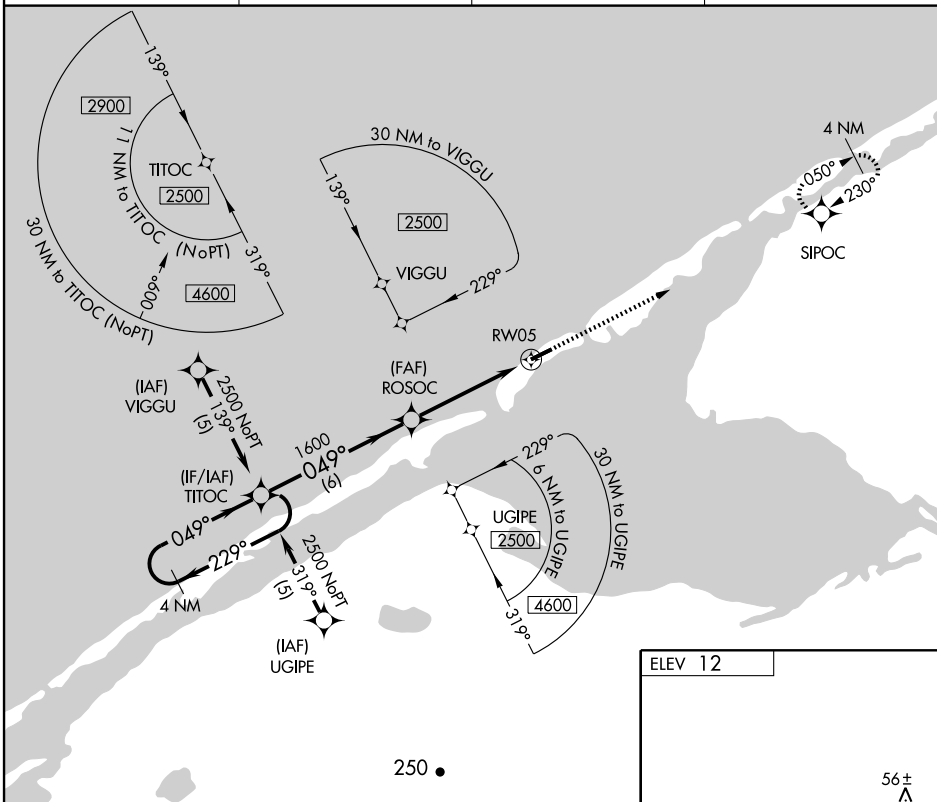 139°
2900
11 NM to TITOC
(NoPT)
TITOC
2500
319°
30 NM to TITOC (NoPT)
009°
4600
30 NM to VIGGU
139°
2500
VIGGU
229°
4 NM
050°
230°
SIPOC
RW05
(FAF)
ROSOC
(IAF)
VIGGU
2500 NoPT
139°
(5)
1600
049°
(6)
(IF/IAF)
TITOC
049°
229°
4 NM
2500 NoPT
319°
(5)
(IAF)
UGIPE
229°
6 NM to UGIPE
30 NM to UGIPE
UGIPE
2500
4600
319°
ELEV 12
250
56±